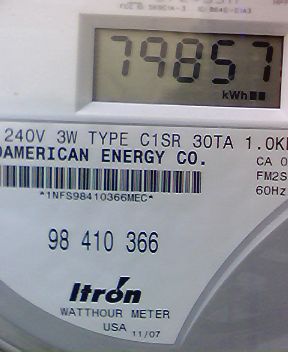 79857
kWh
240V 3W TYPE C1SR 30TA 1.0K
AMERICAN ENERGY CO.
CA 0
FM2S
60Hz
*1NFS98410366MEC*
98 410 366
Itrón
WATTHOUR METER
USA 11/07